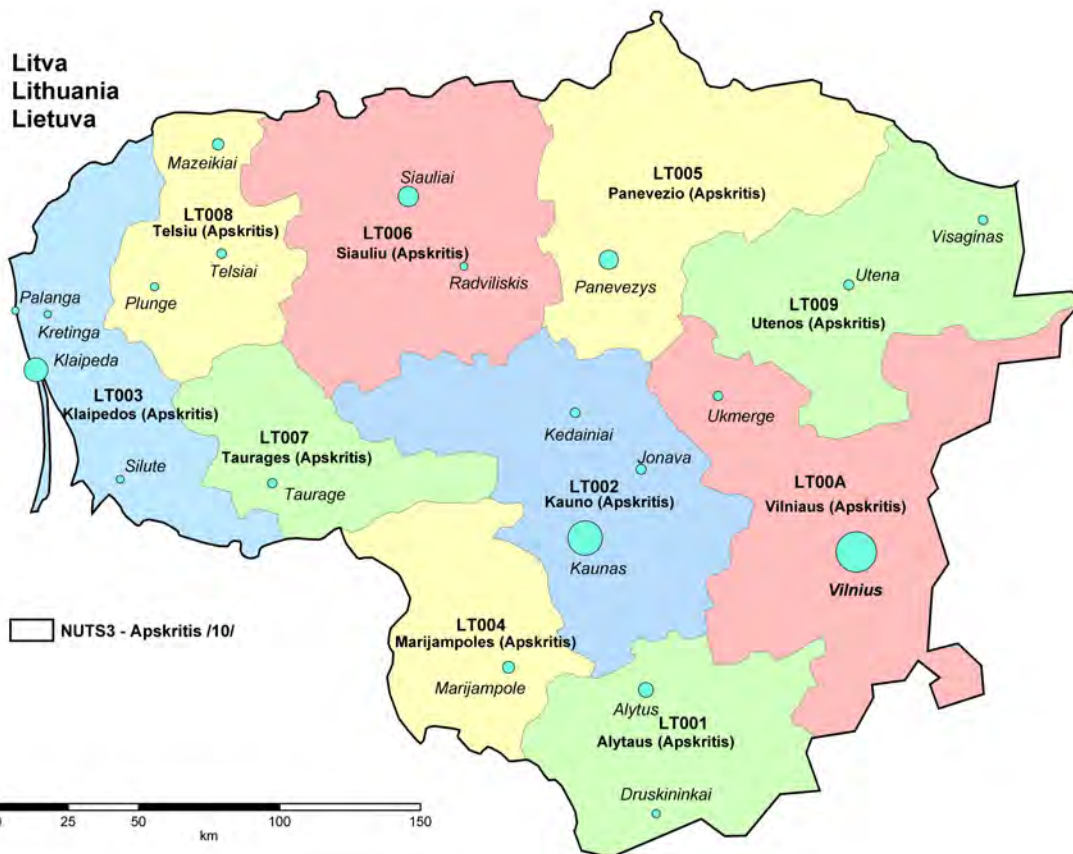 Litva
Lithuania
Lietuva
Mazeikiai
LT008
Telsiu (Apskritis)
Telsiai
Plunge
Siauliai
LT006
Siauliu (Apskritis)
Radviliskis
LT005
Panevezio (Apskritis)
Panevezys
Visaginas
Utena
LT009
Utenos (Apskritis)
Palanga
Kretinga
Klaipeda
LT003
Klaipedos (Apskritis)
Silute
LT007
Taurages (Apskritis)
Taurage
Kedainiai
Jonava
LT002
Kauno (Apskritis)
Kaunas
Ukmerge
LT00A
Vilniaus (Apskritis)
Vilnius
NUTS3 - Apskritis /10/
LT004
Marijampoles (Apskritis)
Marijampole
Alytus
LT001
Alytaus (Apskritis)
Druskininkai
25 50 100 150
km